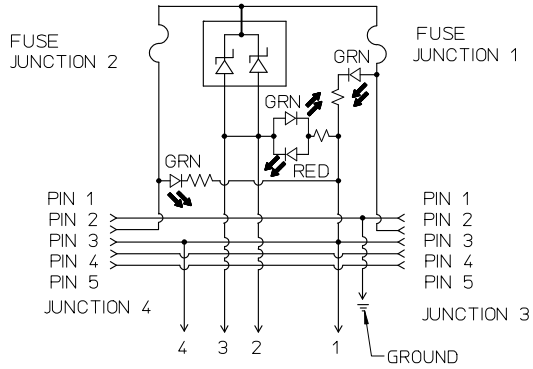 FUSE
JUNCTION 2
FUSE
JUNCTION 1
GRN
GRN
GRN
RED
PIN 1
PIN 2
PIN 3
PIN 4
PIN 5
JUNCTION 4
PIN 1
PIN 2
PIN 3
PIN 4
PIN 5
JUNCTION 3
4 3 2 1
GROUND